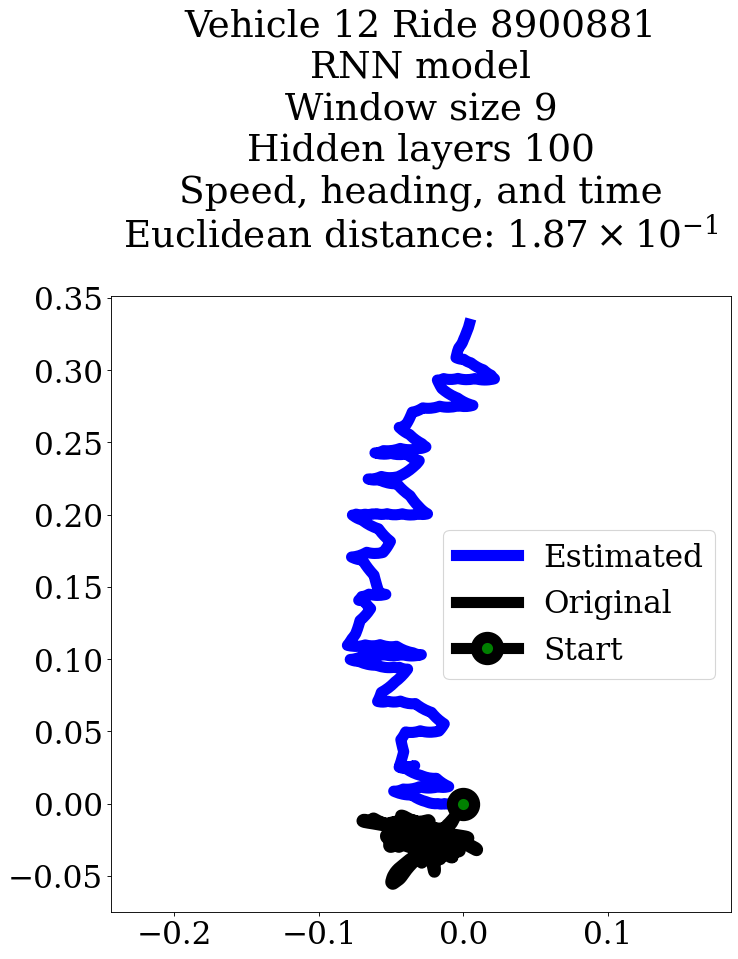 Vehicle 12 Ride 8900881
RNN model
Window size 9
Hidden layers 100
Speed, heading, and time
Euclidean distance: 1.87 × 10⁻¹
0.35
0.30
0.25
0.20
0.15
0.10
0.05
0.00
−0.05
Estimated
Original
Start
−0.2
−0.1
0.0
0.1